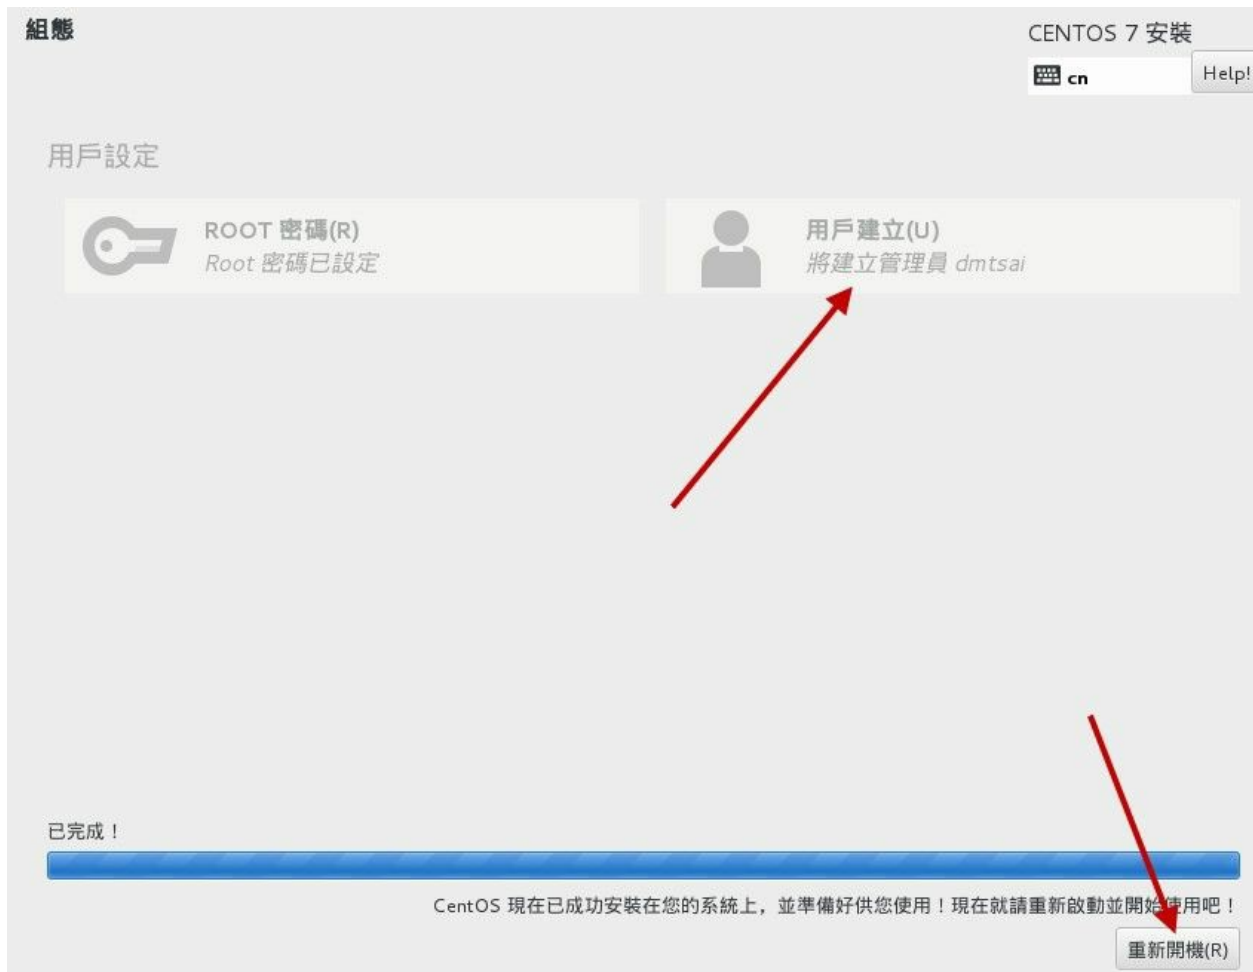 組態
CENTOS 7 安裝
cn
Help!
用戶設定
ROOT 密碼(R)
Root 密碼已設定
用戶建立(U)
將建立管理員 dmtsai
已完成！
CentOS 現在已成功安裝在您的系統上，並準備好供您使用！現在就請重新啟動並開始使用吧！
重新開機(R)